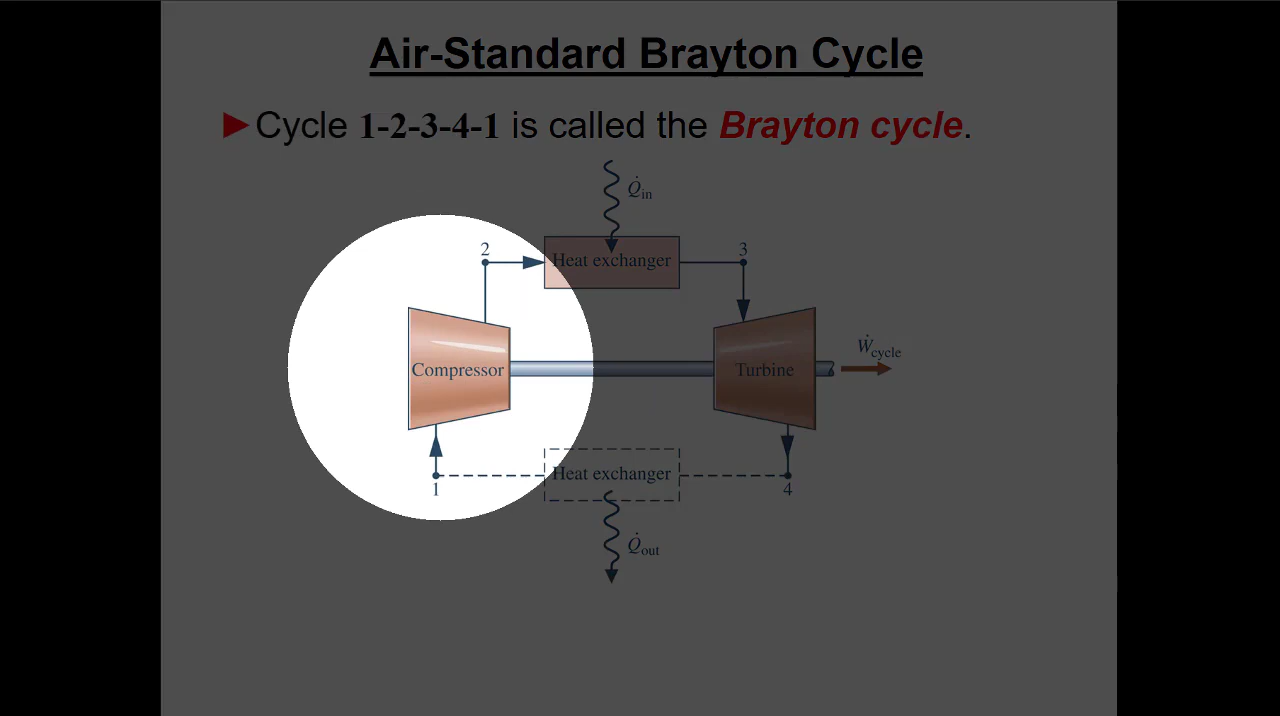 Air-Standard Brayton Cycle
►Cycle 1-2-3-4-1 is called the Brayton cycle.
Q̇in
2
Heat exchanger
3
Compressor
Turbine
Ẇcycle
1
Heat exchanger
4
Q̇out